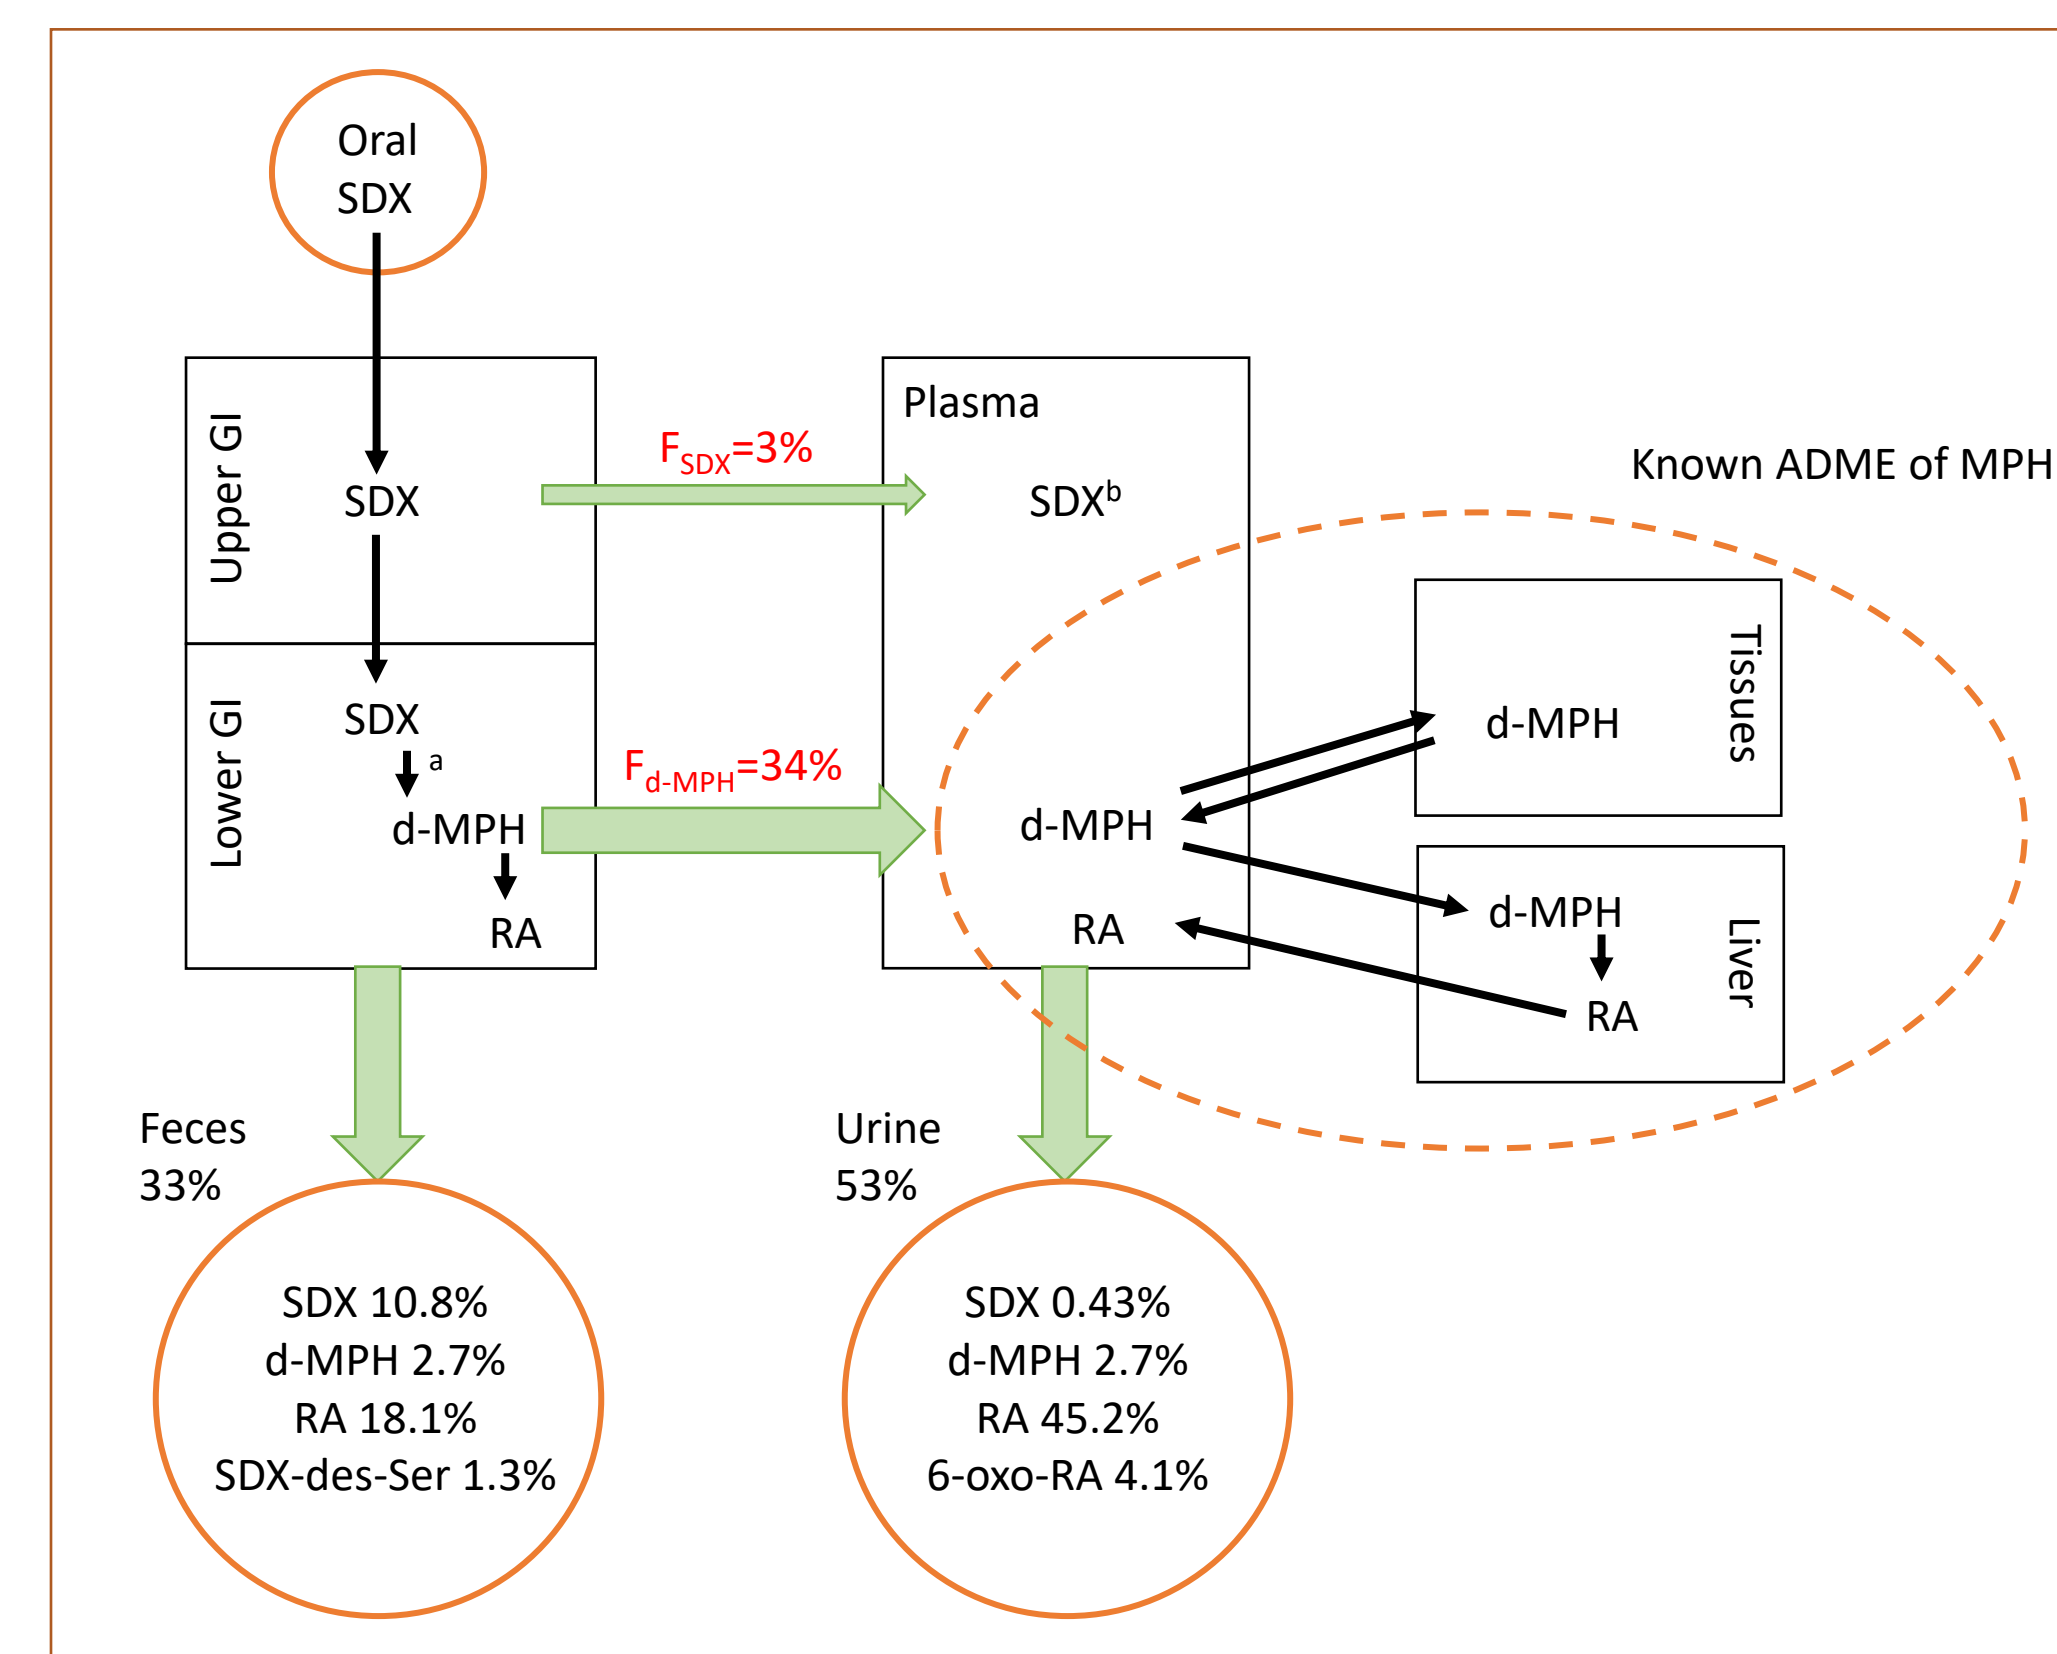 Oral
SDX
Upper GI
SDX
F_SDX=3%
Plasma
SDX^b
Known ADME of MPH
Lower GI
SDX
a
d-MPH
RA
F_d-MPH=34%
d-MPH
RA
Tissues
d-MPH
Liver
d-MPH
RA
Feces
33%
SDX 10.8%
d-MPH 2.7%
RA 18.1%
SDX-des-Ser 1.3%
Urine
53%
SDX 0.43%
d-MPH 2.7%
RA 45.2%
6-oxo-RA 4.1%